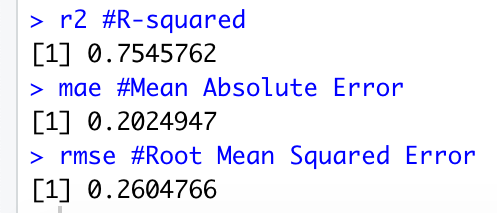 > r2 #R-squared
[1] 0.7545762
> mae #Mean Absolute Error
[1] 0.2024947
> rmse #Root Mean Squared Error
[1] 0.2604766